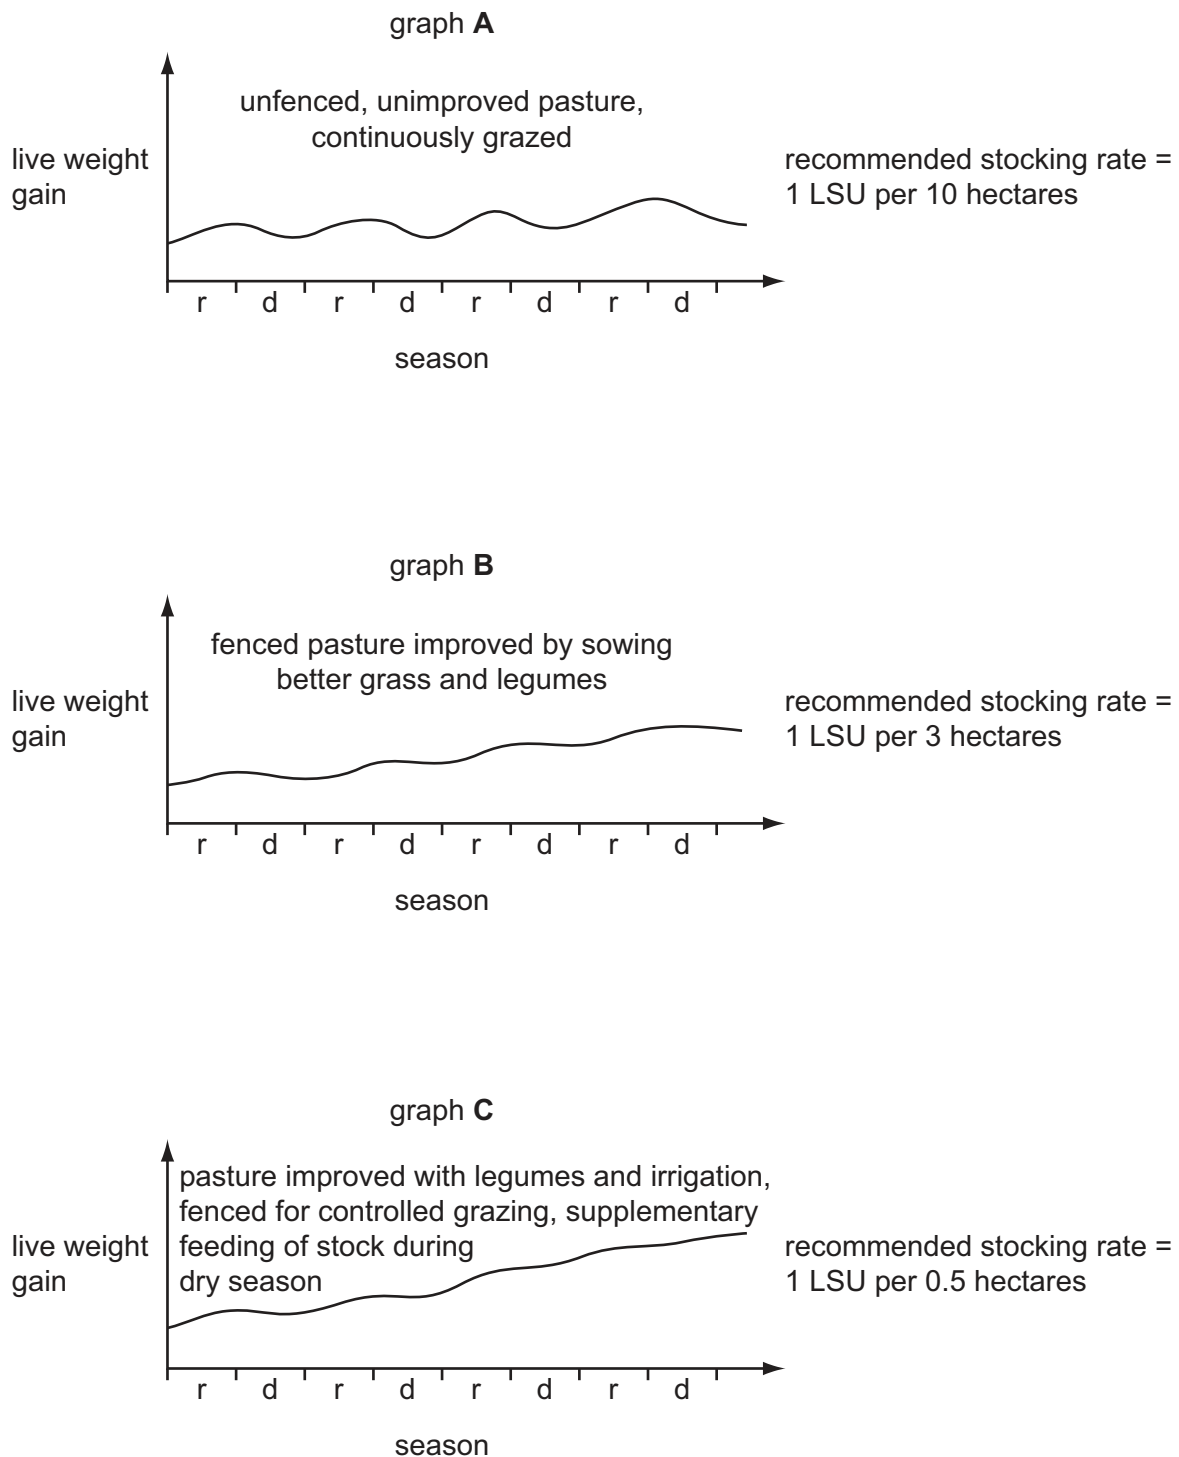 graph A
unfenced, unimproved pasture,
continuously grazed
live weight
gain
recommended stocking rate =
1 LSU per 10 hectares
r d r d r d r d
season
graph B
fenced pasture improved by sowing
better grass and legumes
live weight
gain
recommended stocking rate =
1 LSU per 3 hectares
r d r d r d r d
season
graph C
pasture improved with legumes and irrigation,
fenced for controlled grazing, supplementary
feeding of stock during
dry season
live weight
gain
recommended stocking rate =
1 LSU per 0.5 hectares
r d r d r d r d
season